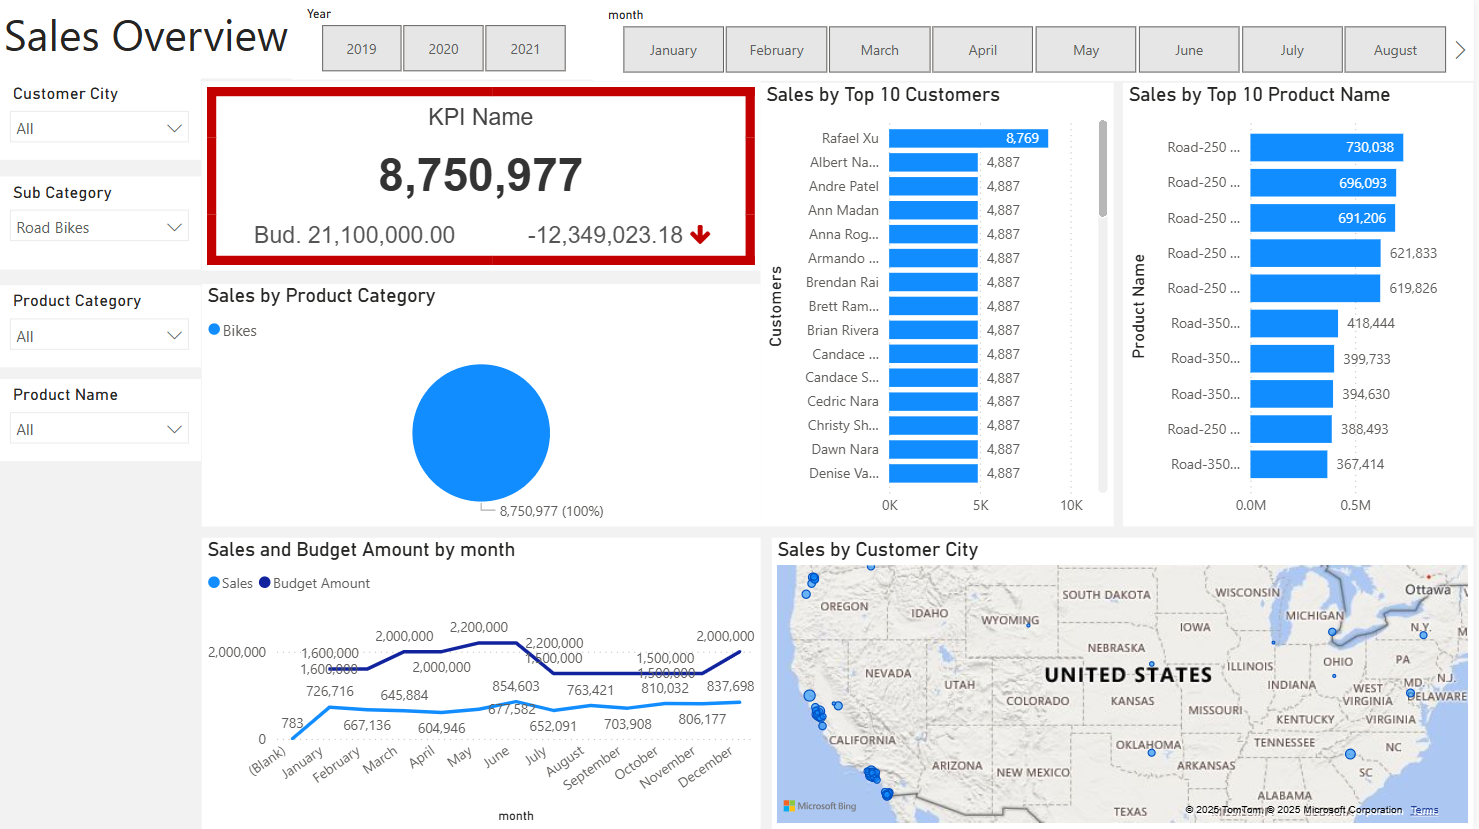 Sales Overview
Year
2019
2020
2021
month
January
February
March
April
May
June
July
August
Customer City
All
Sub Category
Road Bikes
Product Category
All
Product Name
All
KPI Name
8,750,977
Bud. 21,100,000.00
-12,349,023.18
Sales by Product Category
Bikes
8,750,977 (100%)
Sales by Top 10 Customers
Customers
Rafael Xu 8,769
Albert Na... 4,887
Andre Patel 4,887
Ann Madan 4,887
Anna Rog... 4,887
Armando ... 4,887
Brendan Rai 4,887
Brett Ram... 4,887
Brian Rivera 4,887
Candace ... 4,887
Candace S... 4,887
Cedric Nara 4,887
Christy Sh... 4,887
Dawn Nara 4,887
Denise Va... 4,887
0K 5K 10K
Sales by Top 10 Product Name
Product Name
Road-250 ... 730,038
Road-250 ... 696,093
Road-250 ... 691,206
Road-250 ... 621,833
Road-250 ... 619,826
Road-350... 418,444
Road-350... 399,733
Road-350... 394,630
Road-250 ... 388,493
Road-350... 367,414
0.0M 0.5M
Sales and Budget Amount by month
Sales Budget Amount
2,000,000
0
1,600,000
1,600,000
2,000,000
2,000,000
2,200,000
2,200,000
1,500,000
1,500,000
1,500,000
2,000,000
783
726,716
667,136
645,884
604,946
677,582
854,603
652,091
763,421
703,908
810,032
806,177
837,698
(Blank)
January
February
March
April
May
June
July
August
September
October
November
December
month
Sales by Customer City
OREGON
IDAHO
WYOMING
SOUTH DAKOTA
WISCONSIN
MICHIGAN
Ottawa
N.Y.
IOWA
NEBRASKA
NEVADA
UTAH
UNITED STATES
ILLINOIS
OHIO
PA
MD
N.J.
COLORADO
KANSAS
MISSOURI
INDIANA
WEST
VIRGINIA
DELAWARE
KENTUCKY
VIRGINIA
CALIFORNIA
OKLAHOMA
TENNESSEE
NC
ARIZONA
NEW MEXICO
ARKANSAS
SC
TEXAS
ALABAMA
Microsoft Bing
© 2025 TomTom, © 2025 Microsoft Corporation Terms